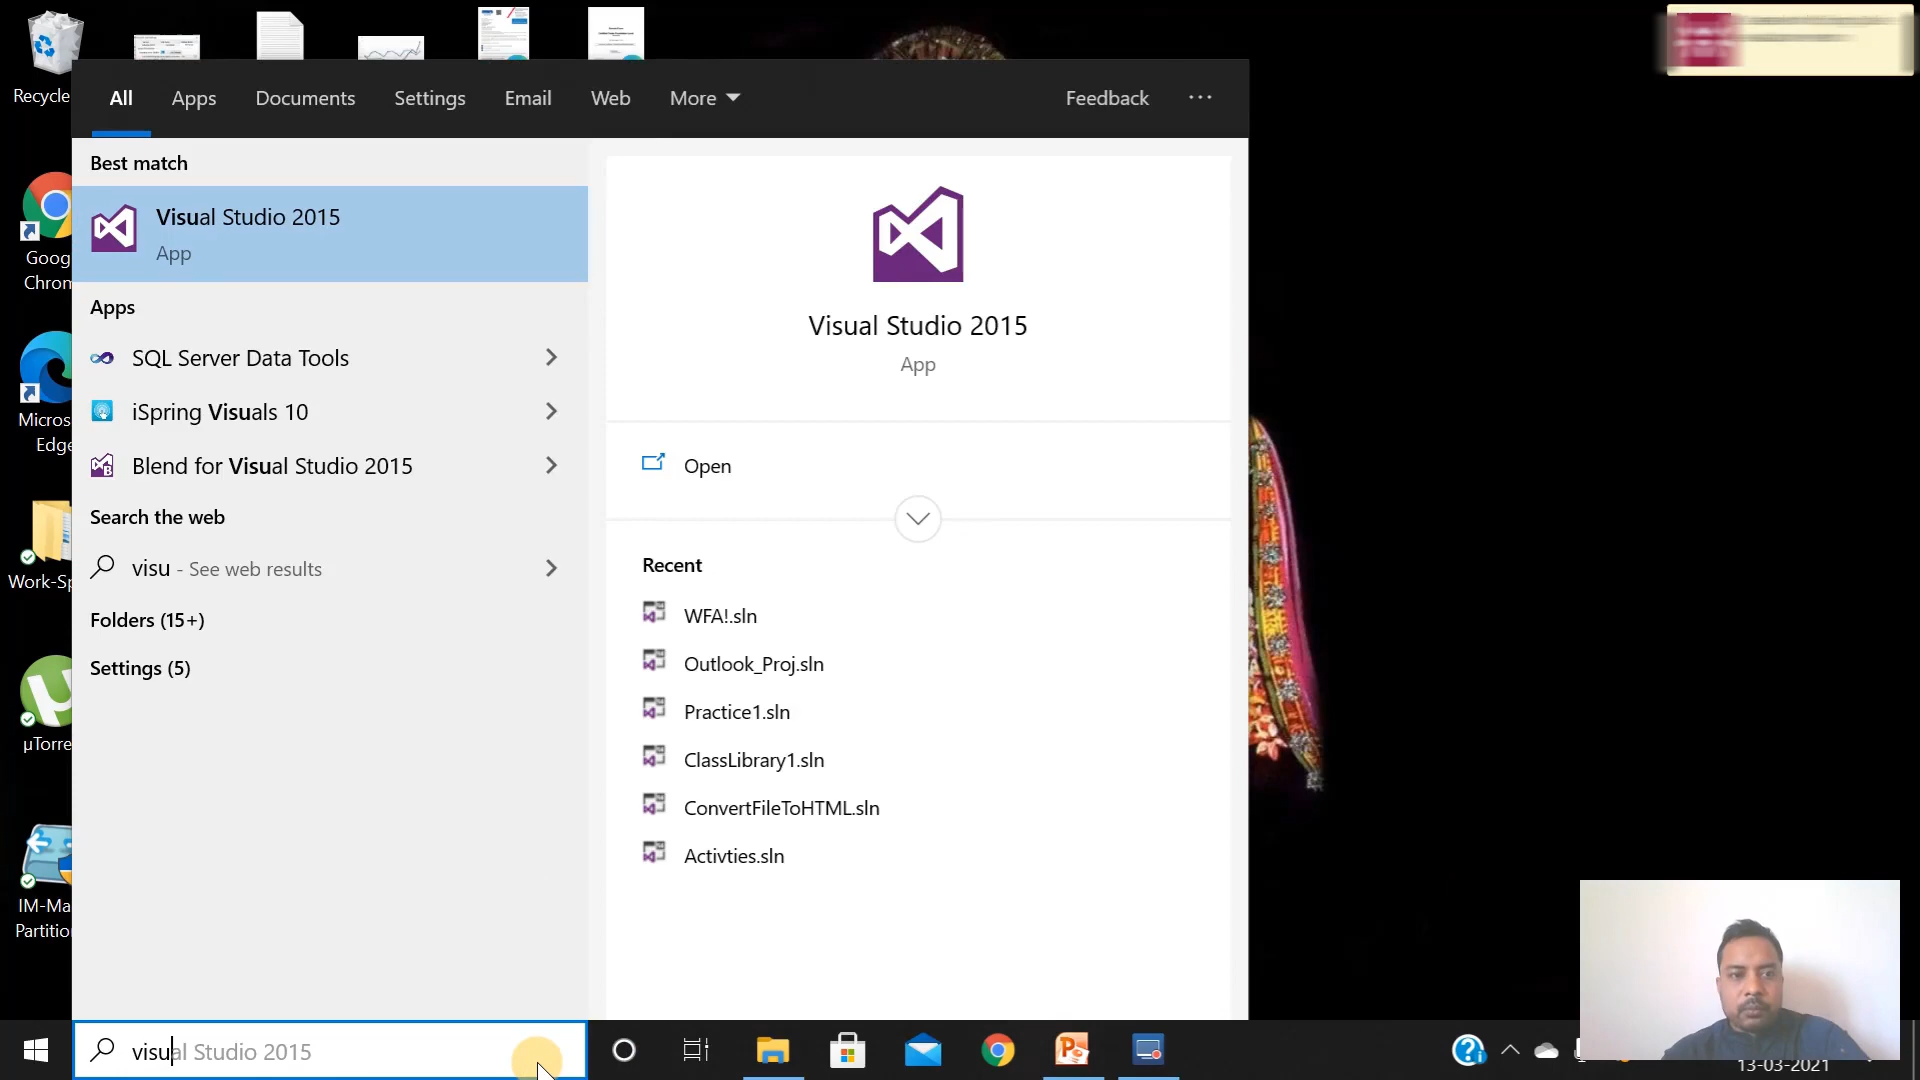 Recycle
All
Apps
Documents
Settings
Email
Web
More
Feedback
Best match
Visual Studio 2015
App
Apps
SQL Server Data Tools
iSpring Visuals 10
Blend for Visual Studio 2015
Search the web
visu - See web results
Folders (15+)
Settings (5)
Visual Studio 2015
App
Open
Recent
WFA!.sln
Outlook_Proj.sln
Practice1.sln
ClassLibrary1.sln
ConvertFileToHTML.sln
Activties.sln
Goog
Chron
Micros
Edge
Work-Sp
µTorre
IM-Ma
Partitio
visual Studio 2015
13-03-2021